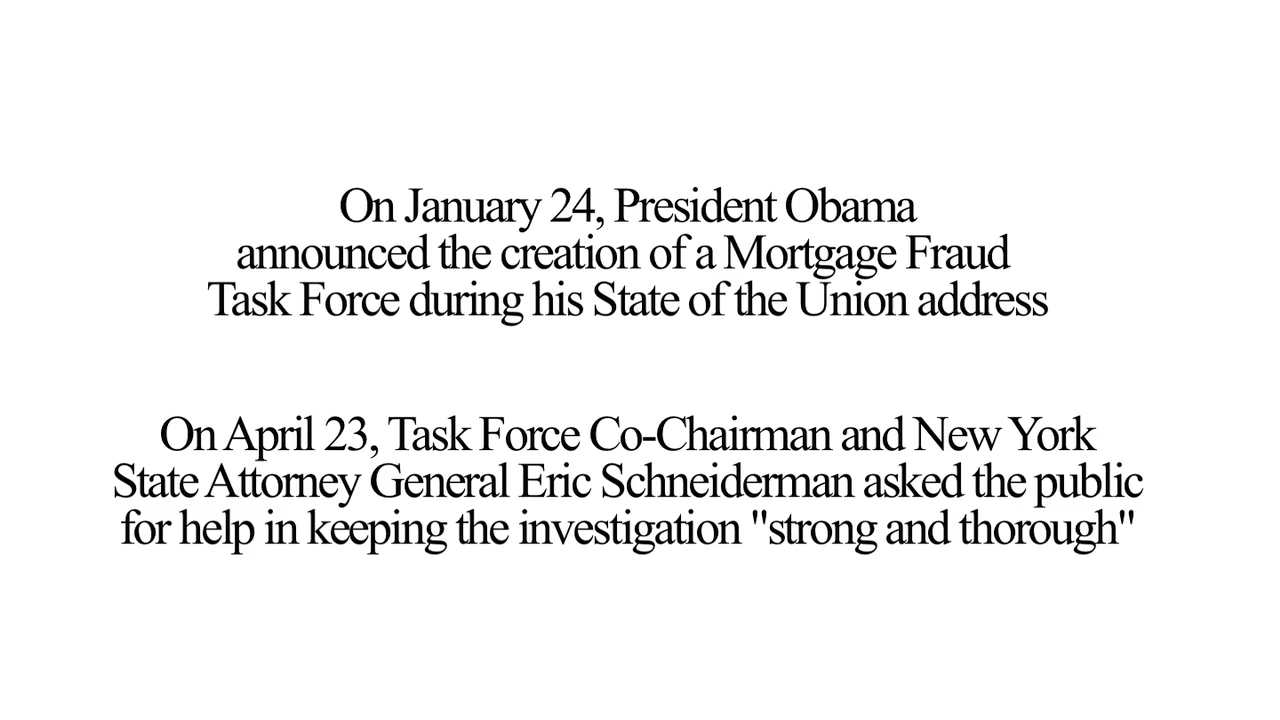 On January 24, President Obama
announced the creation of a Mortgage Fraud
Task Force during his State of the Union address
On April 23, Task Force Co-Chairman and New York
State Attorney General Eric Schneiderman asked the public
for help in keeping the investigation "strong and thorough"